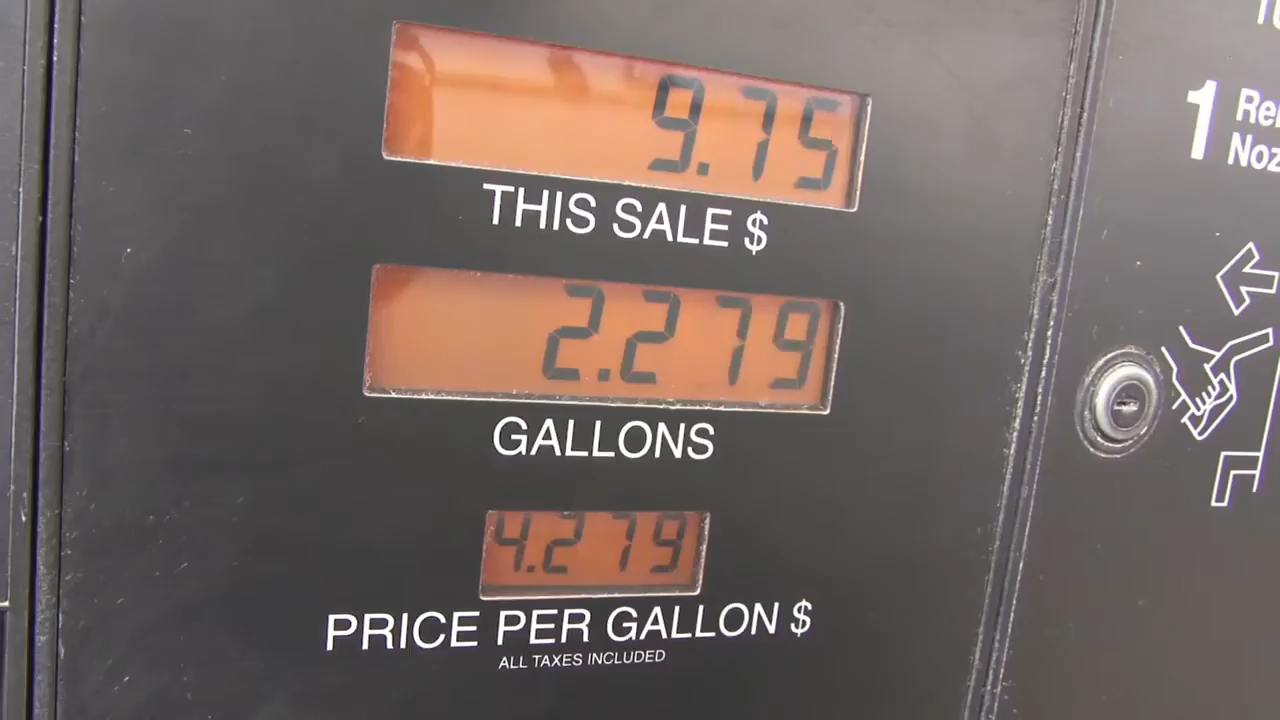 9.75
THIS SALE $
2.279
GALLONS
4.279
PRICE PER GALLON $
ALL TAXES INCLUDED
1